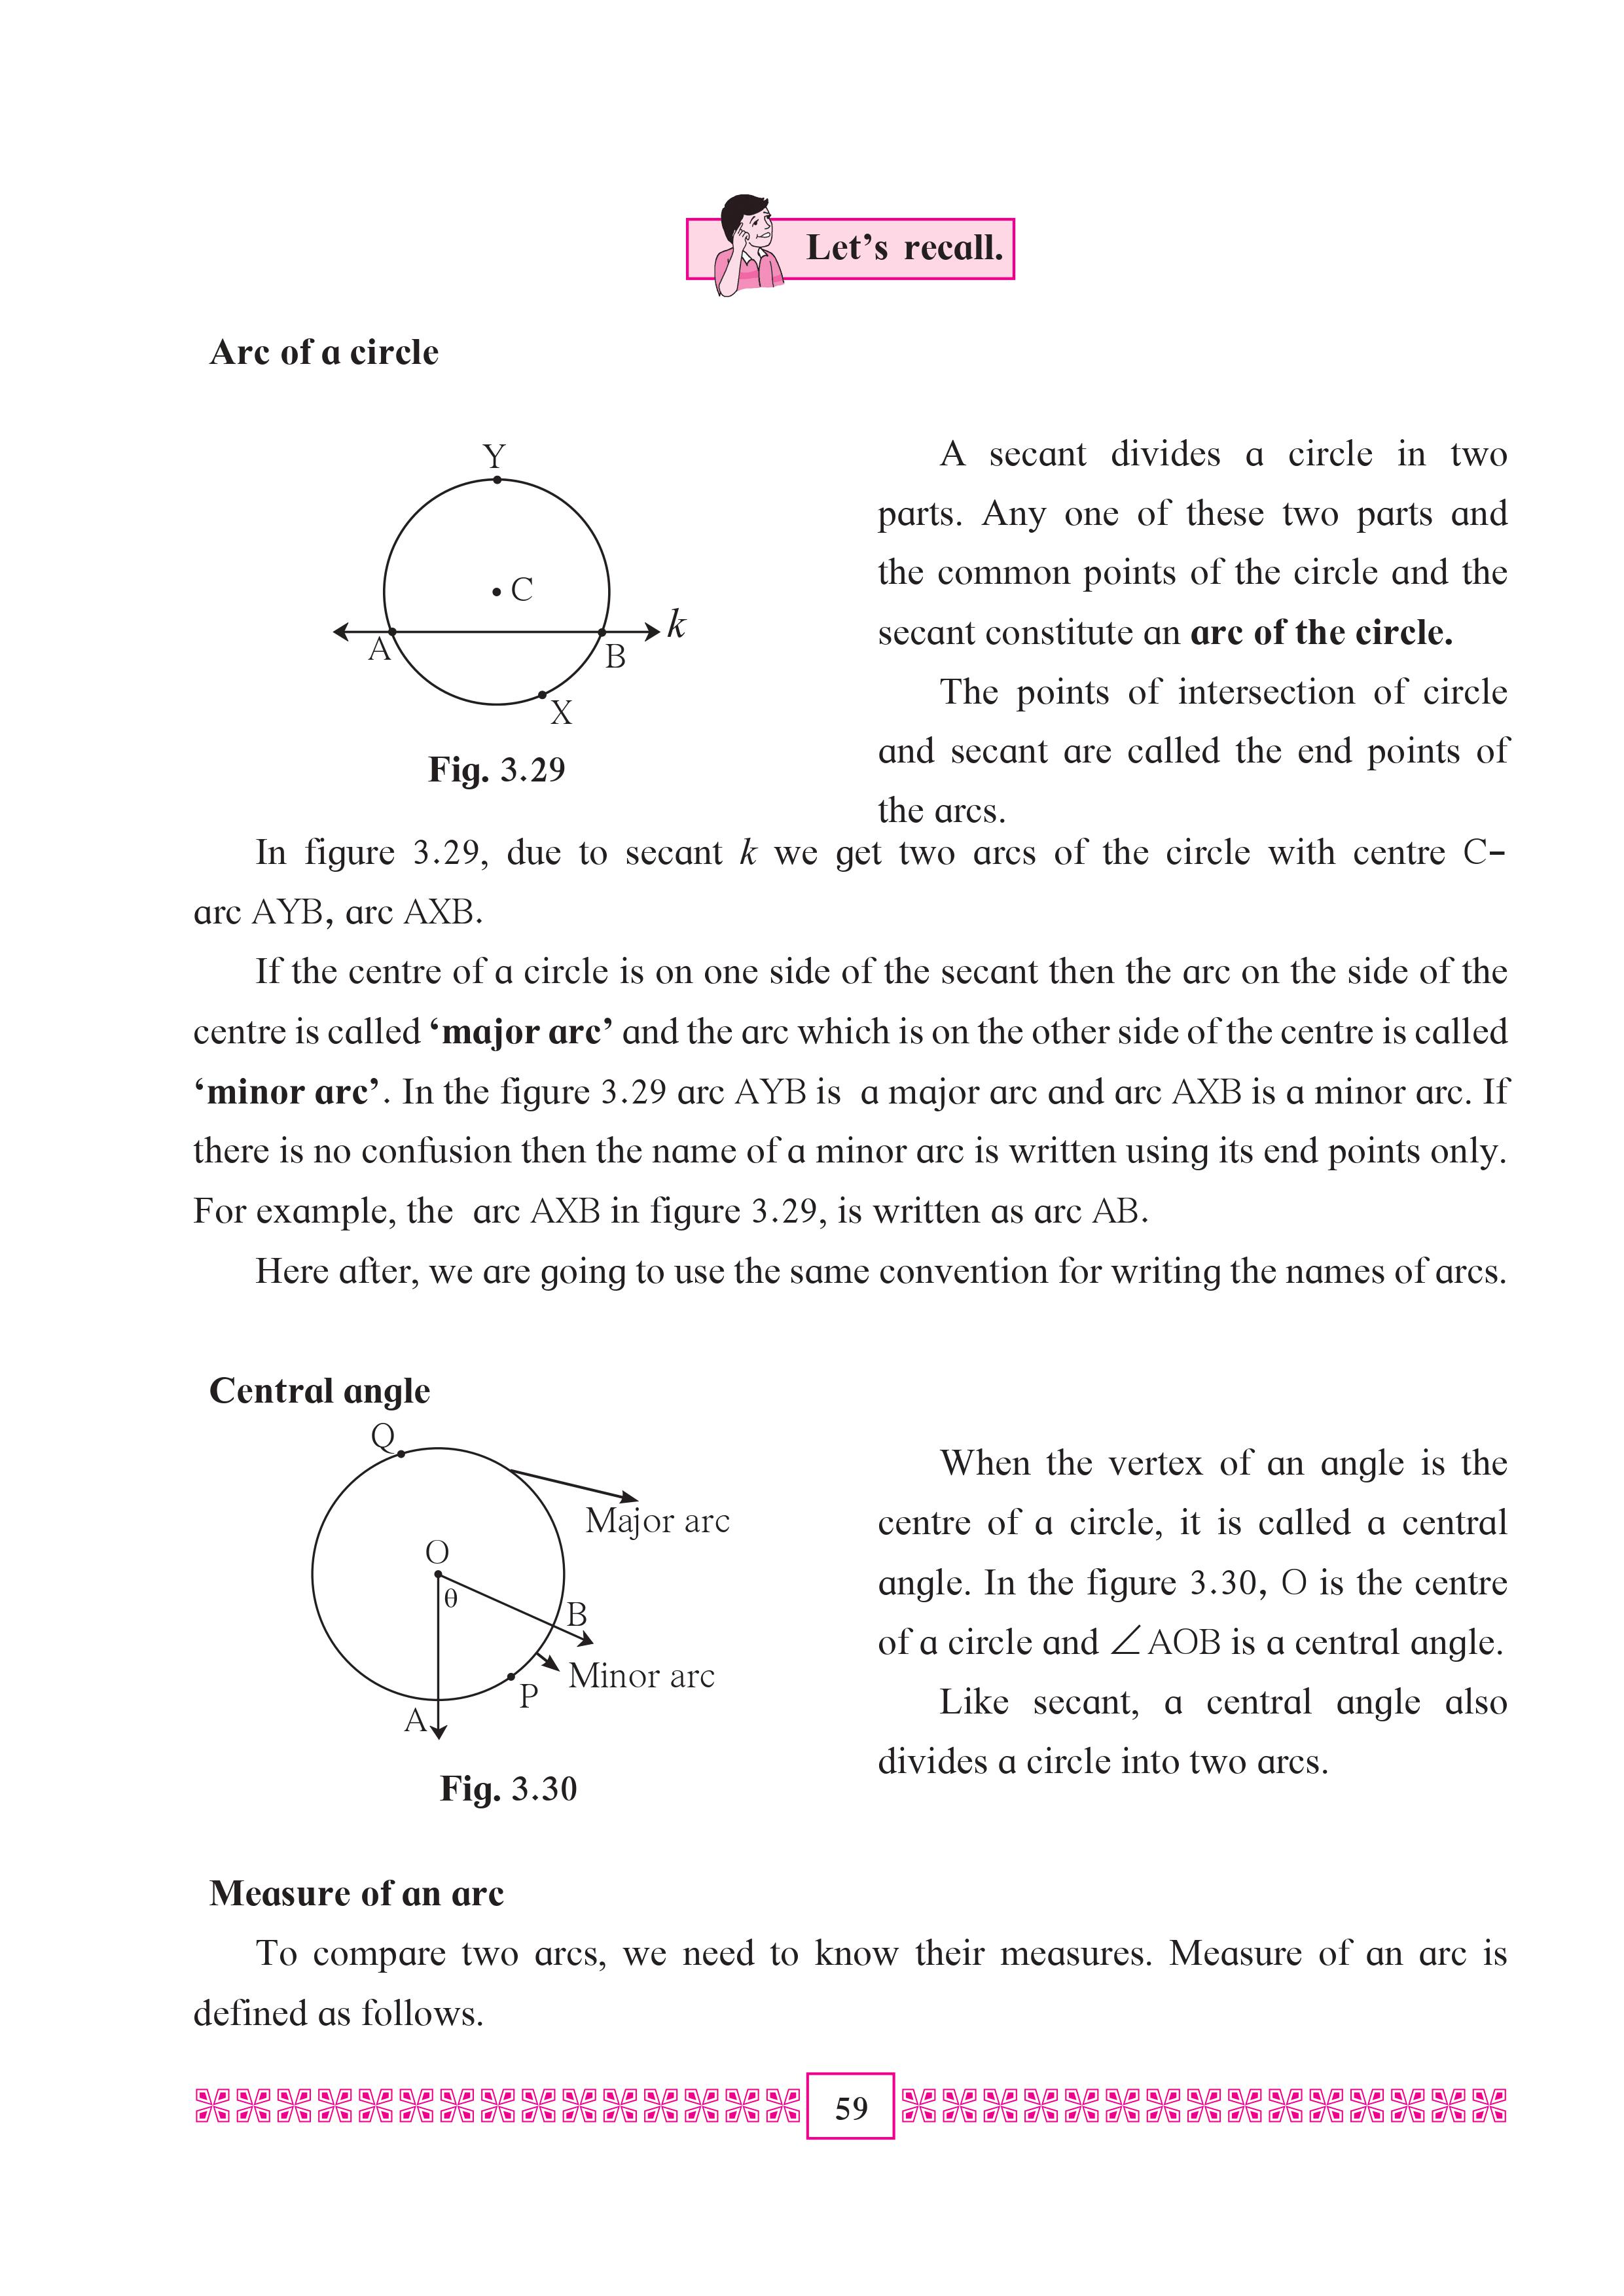 Let's recall.
Arc of a circle
Y
C
k
A
B
X
Fig. 3.29
A secant divides a circle in two
parts. Any one of these two parts and
the common points of the circle and the
secant constitute an arc of the circle.
The points of intersection of circle
and secant are called the end points of
the arcs.
In figure 3.29, due to secant k we get two arcs of the circle with centre C-
arc AYB, arc AXB.
If the centre of a circle is on one side of the secant then the arc on the side of the
centre is called ‘major arc’ and the arc which is on the other side of the centre is called
‘minor arc’. In the figure 3.29 arc AYB is a major arc and arc AXB is a minor arc. If
there is no confusion then the name of a minor arc is written using its end points only.
For example, the arc AXB in figure 3.29, is written as arc AB.
Here after, we are going to use the same convention for writing the names of arcs.
Central angle
Q
Major arc
O
θ
B
Minor arc
P
A
Fig. 3.30
When the vertex of an angle is the
centre of a circle, it is called a central
angle. In the figure 3.30, O is the centre
of a circle and ∠AOB is a central angle.
Like secant, a central angle also
divides a circle into two arcs.
Measure of an arc
To compare two arcs, we need to know their measures. Measure of an arc is
defined as follows.
59